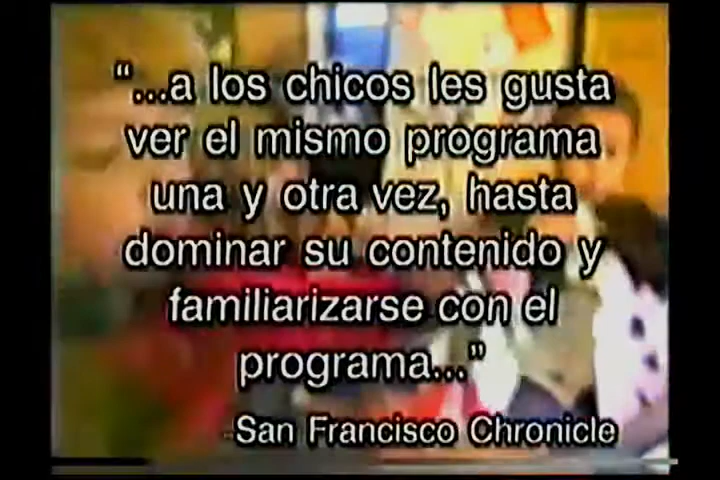 “...a los chicos les gusta
ver el mismo programa
una y otra vez, hasta
dominar su contenido y
familiarizarse con el
programa...”
-San Francisco Chronicle